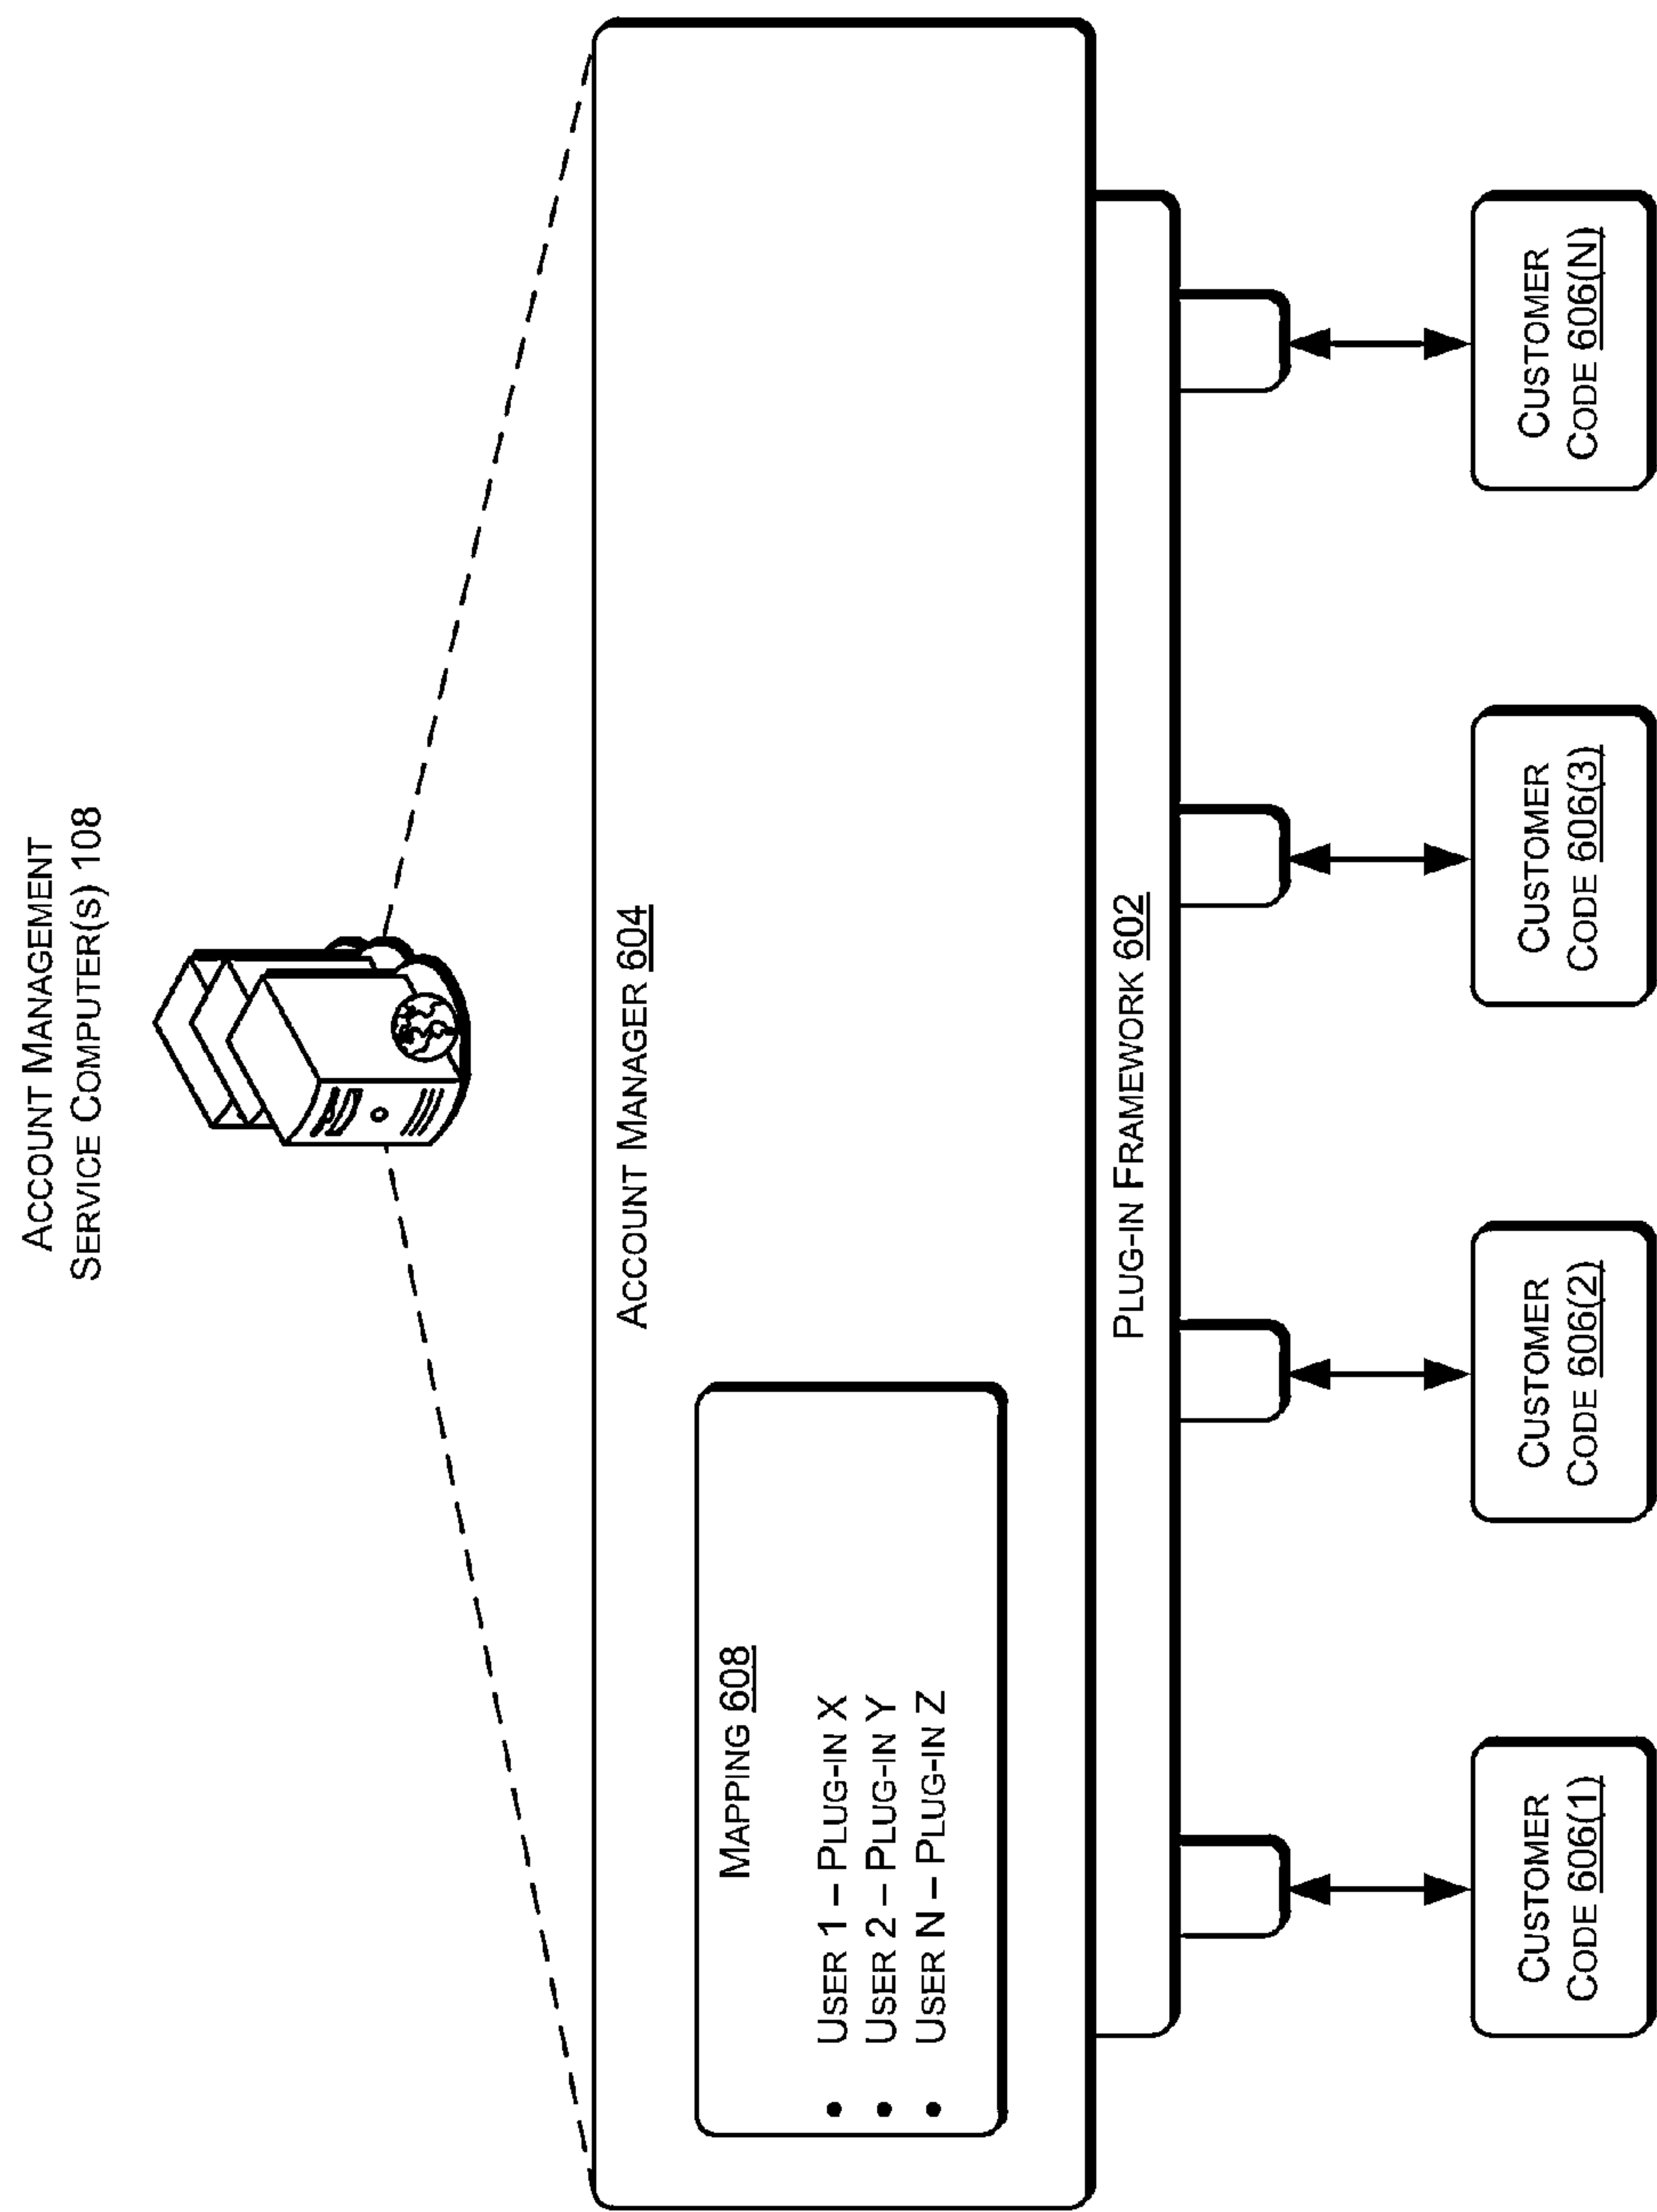 ACCOUNT MANAGEMENT
SERVICE COMPUTER(S) 108
ACCOUNT MANAGER 604
MAPPING 608
• USER 1 – PLUG-IN X
• USER 2 – PLUG-IN Y
• USER N – PLUG-IN Z
PLUG-IN FRAMEWORK 602
CUSTOMER
CODE 606(1)
CUSTOMER
CODE 606(2)
CUSTOMER
CODE 606(3)
CUSTOMER
CODE 606(N)